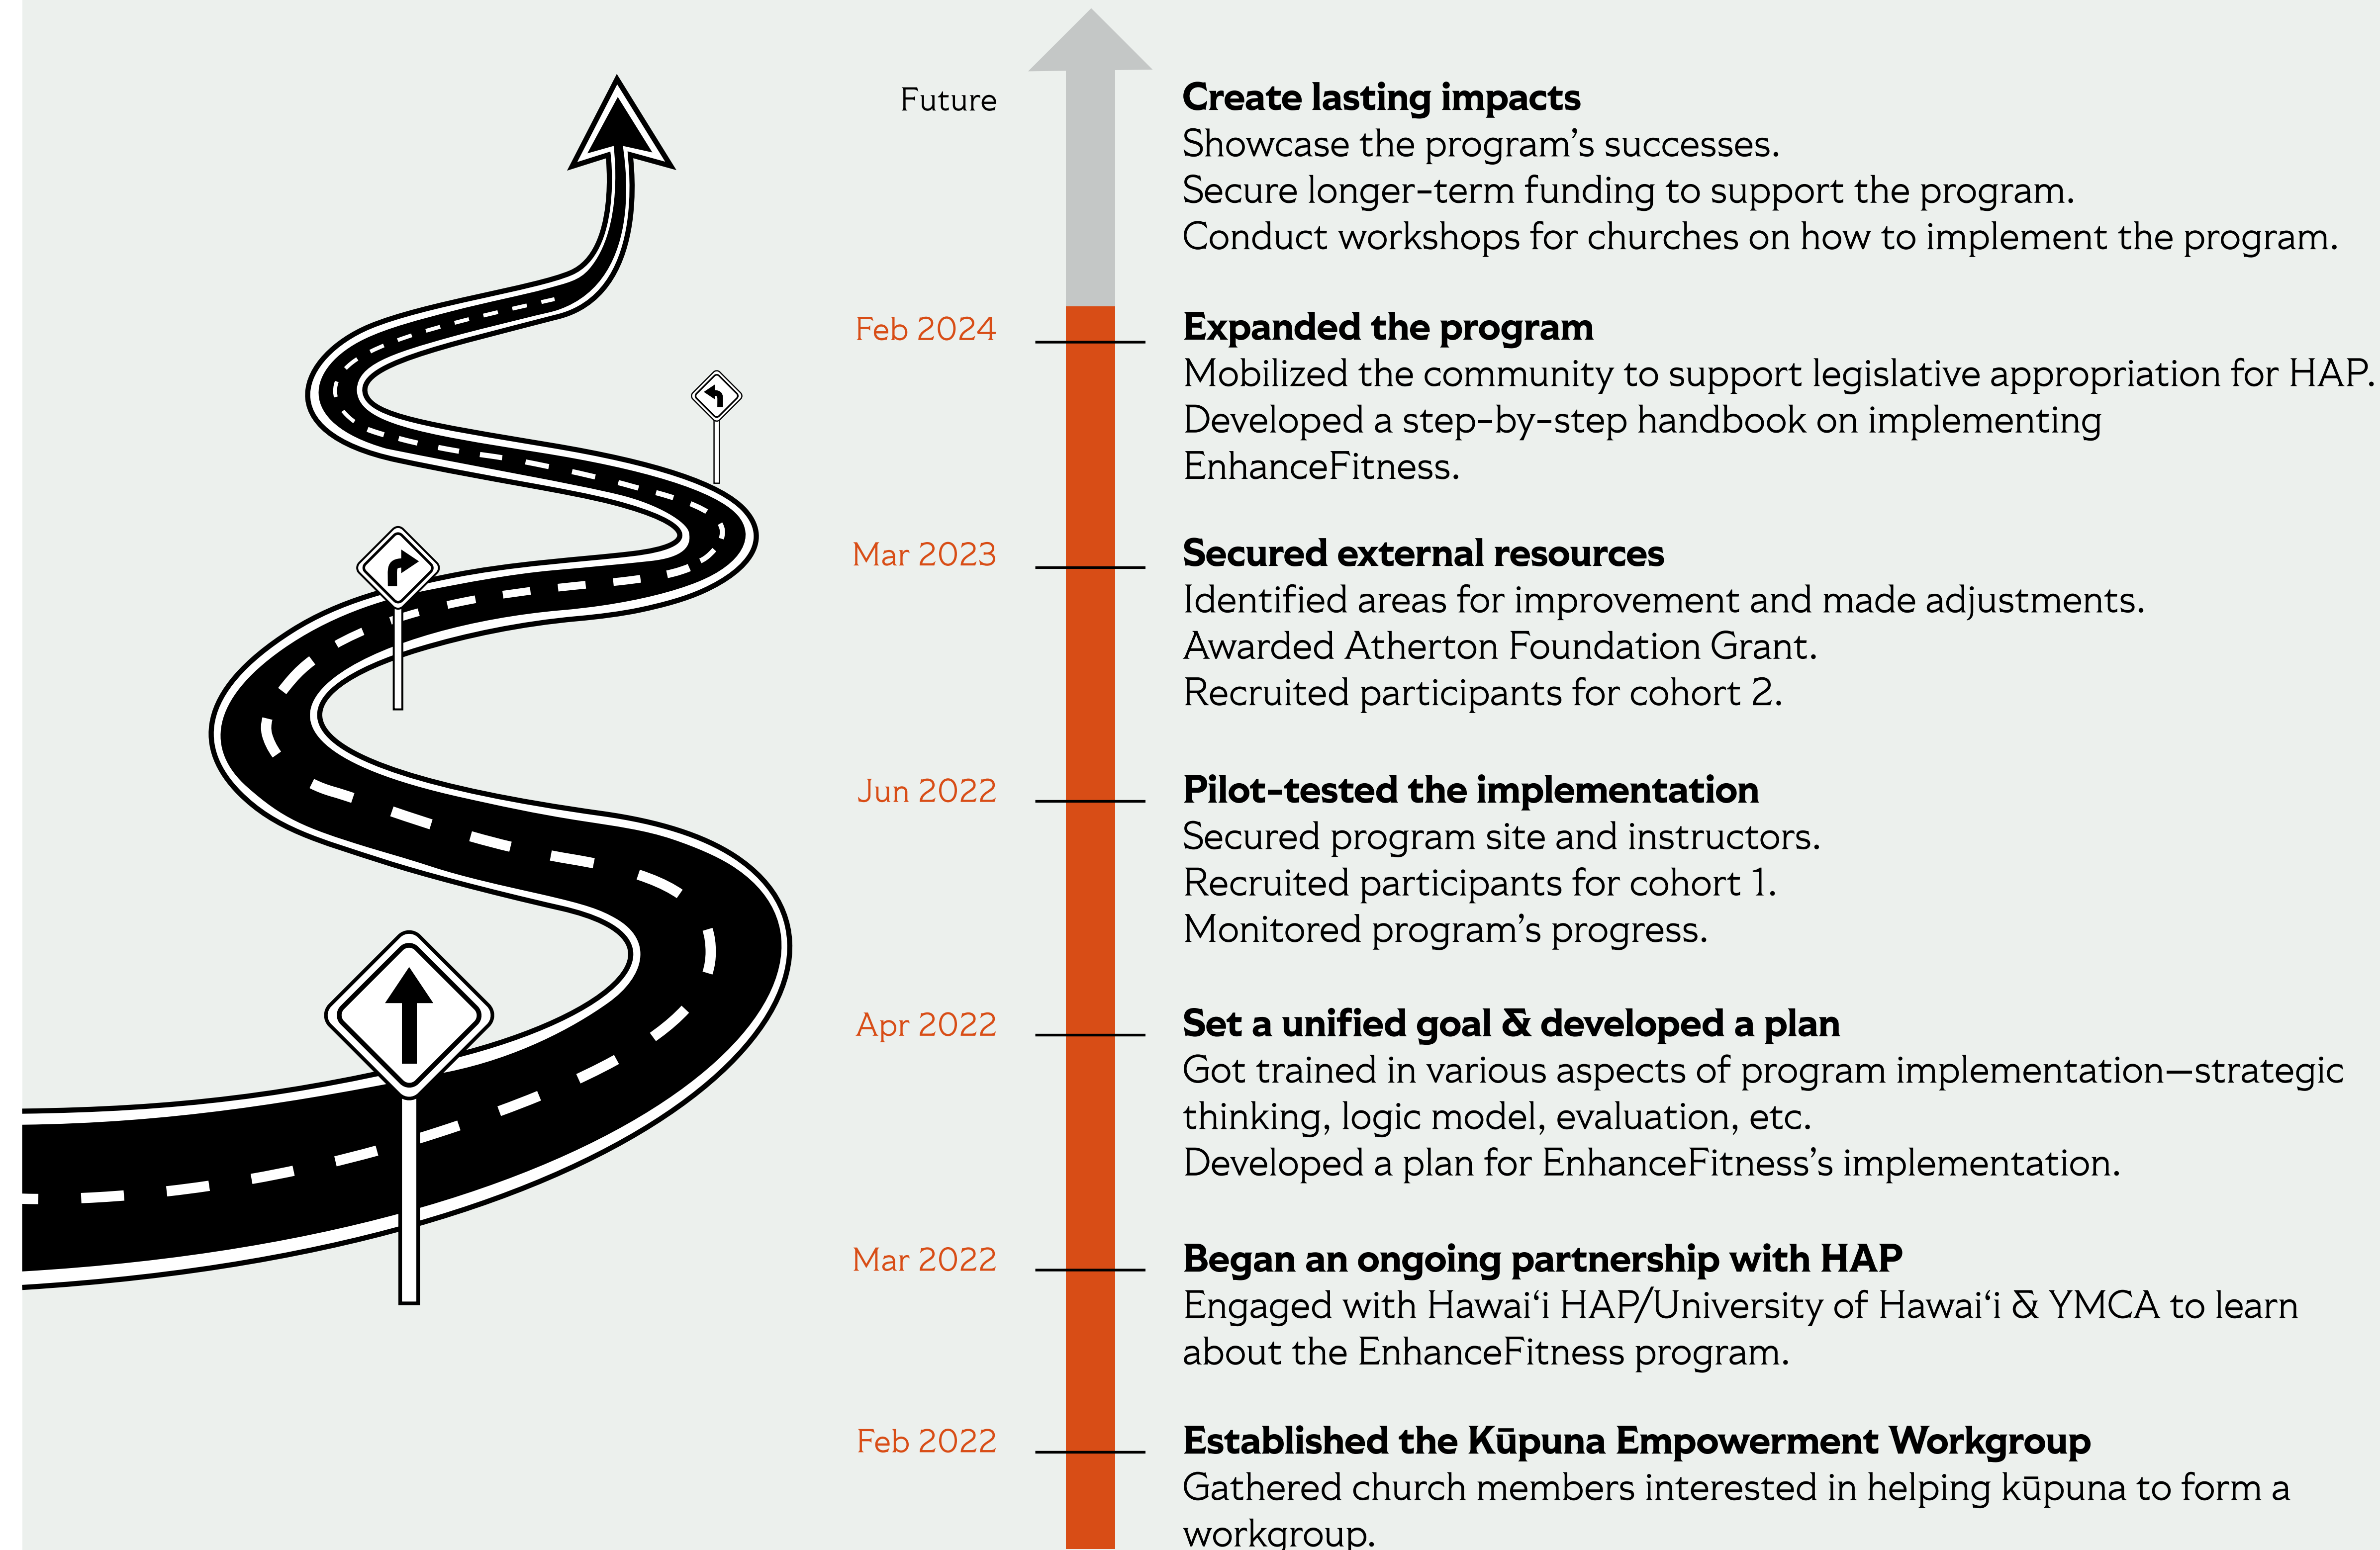 Future
Create lasting impacts
Showcase the program’s successes.
Secure longer-term funding to support the program.
Conduct workshops for churches on how to implement the program.
Feb 2024
Expanded the program
Mobilized the community to support legislative appropriation for HAP.
Developed a step-by-step handbook on implementing
EnhanceFitness.
Mar 2023
Secured external resources
Identified areas for improvement and made adjustments.
Awarded Atherton Foundation Grant.
Recruited participants for cohort 2.
Jun 2022
Pilot-tested the implementation
Secured program site and instructors.
Recruited participants for cohort 1.
Monitored program’s progress.
Apr 2022
Set a unified goal & developed a plan
Got trained in various aspects of program implementation—strategic
thinking, logic model, evaluation, etc.
Developed a plan for EnhanceFitness’s implementation.
Mar 2022
Began an ongoing partnership with HAP
Engaged with Hawai‘i HAP/University of Hawai‘i & YMCA to learn
about the EnhanceFitness program.
Feb 2022
Established the Kūpuna Empowerment Workgroup
Gathered church members interested in helping kūpuna to form a
workgroup.